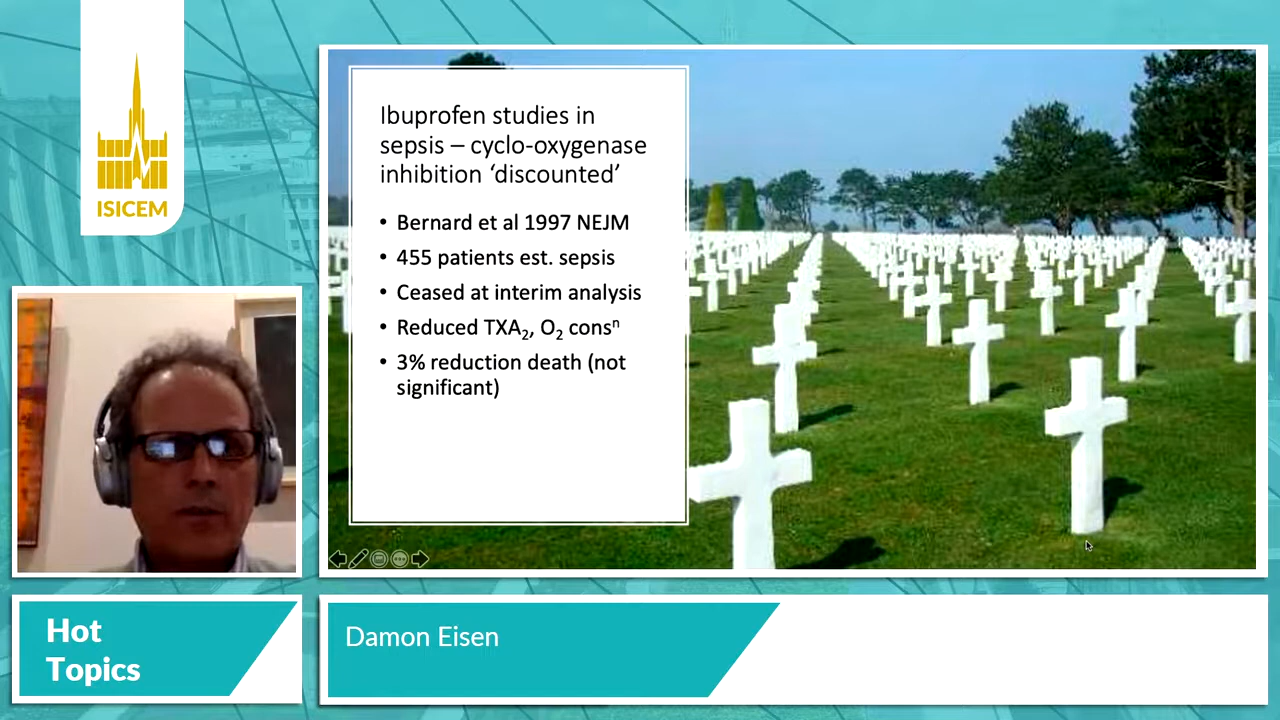 ISICEM
Ibuprofen studies in
sepsis – cyclo-oxygenase
inhibition ‘discounted’
• Bernard et al 1997 NEJM
• 455 patients est. sepsis
• Ceased at interim analysis
• Reduced TXA₂, O₂ consⁿ
• 3% reduction death (not
significant)
Hot
Topics
Damon Eisen